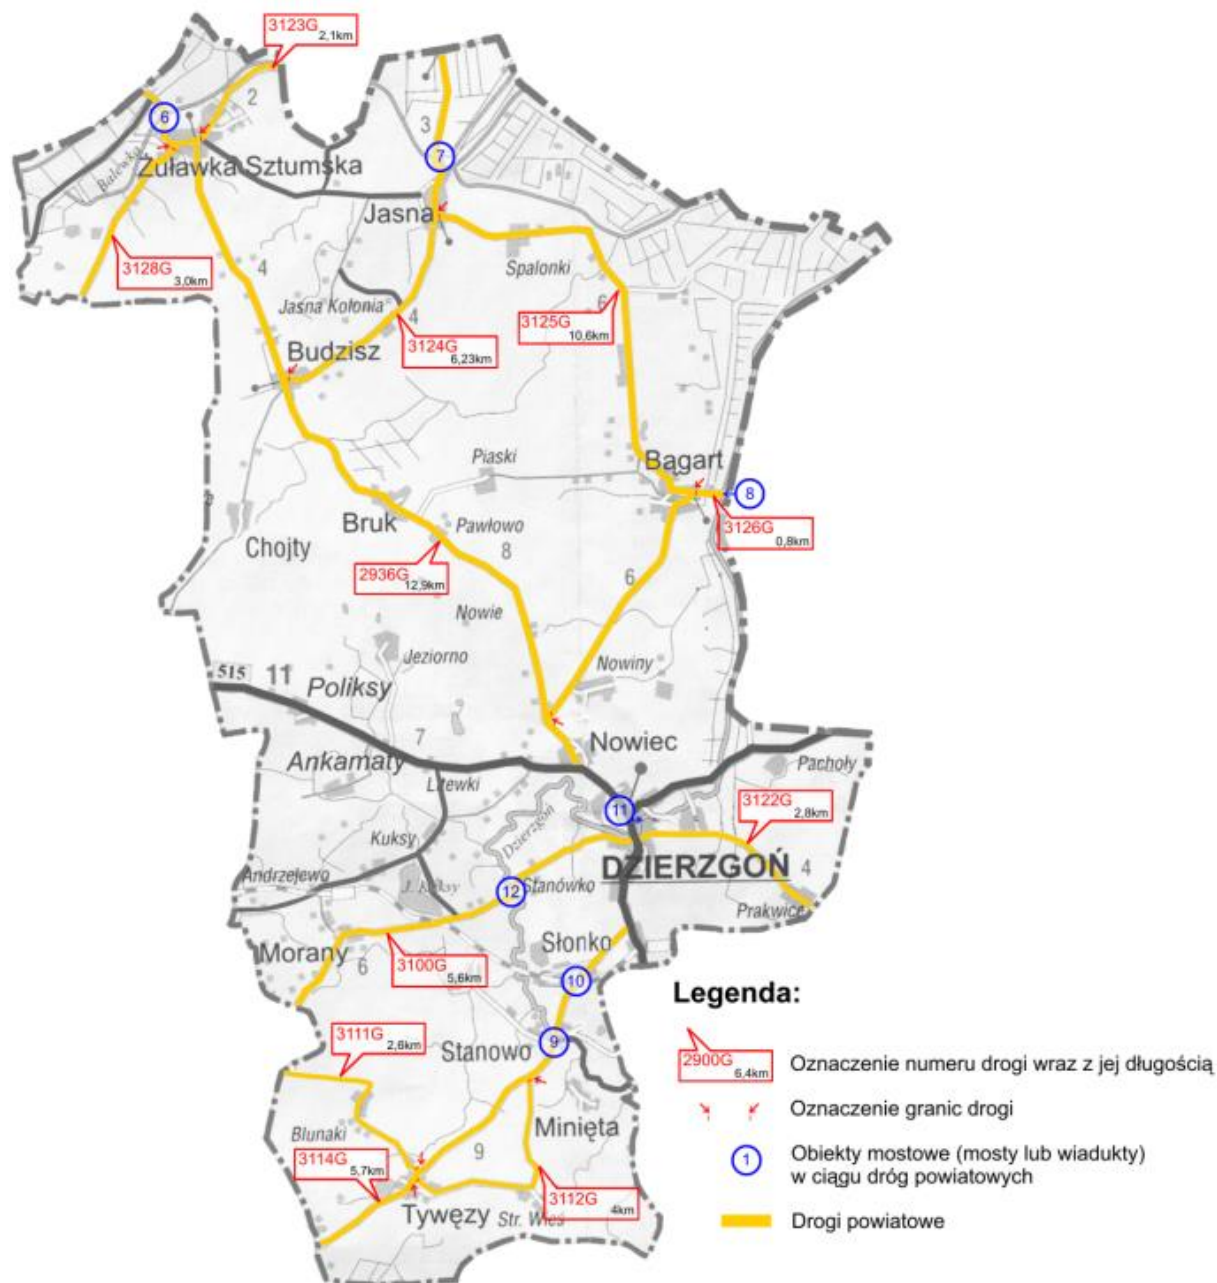 3123G
2,1km
2
6
3
7
Balewka
Żuławka Sztumska
Jasna
3128G
3,0km
4
Spalonki
6
Jasna Kolonia
4
3125G
10,6km
3124G
6,23km
Budzisz
Piaski
Bągart
8
Bruk
Pawłowo
3126G
0,8km
Chojty
8
2936G
12,9km
6
Nowie
Jeziorno
Nowiny
515
11
Poliksy
7
Nowiec
Ankamaty
Litewki
Pachoły
3122G
2,8km
11
Dzierzgoń
Kuksy
DZIERZGOŃ
4
Andrzejewo
J. Kuksy
12
Stanówko
Prakwice
Morany
Słonko
6
3100G
5,6km
10
Legenda:
3111G
2,6km
9
Stanowo
2900G
6,4km
Oznaczenie numeru drogi wraz z jej długością
Oznaczenie granic drogi
Blunaki
Minięta
9
3114G
5,7km
1
Obiekty mostowe (mosty lub wiadukty)
w ciągu dróg powiatowych
3112G
4km
Tywęzy
Str. Wieś
Drogi powiatowe